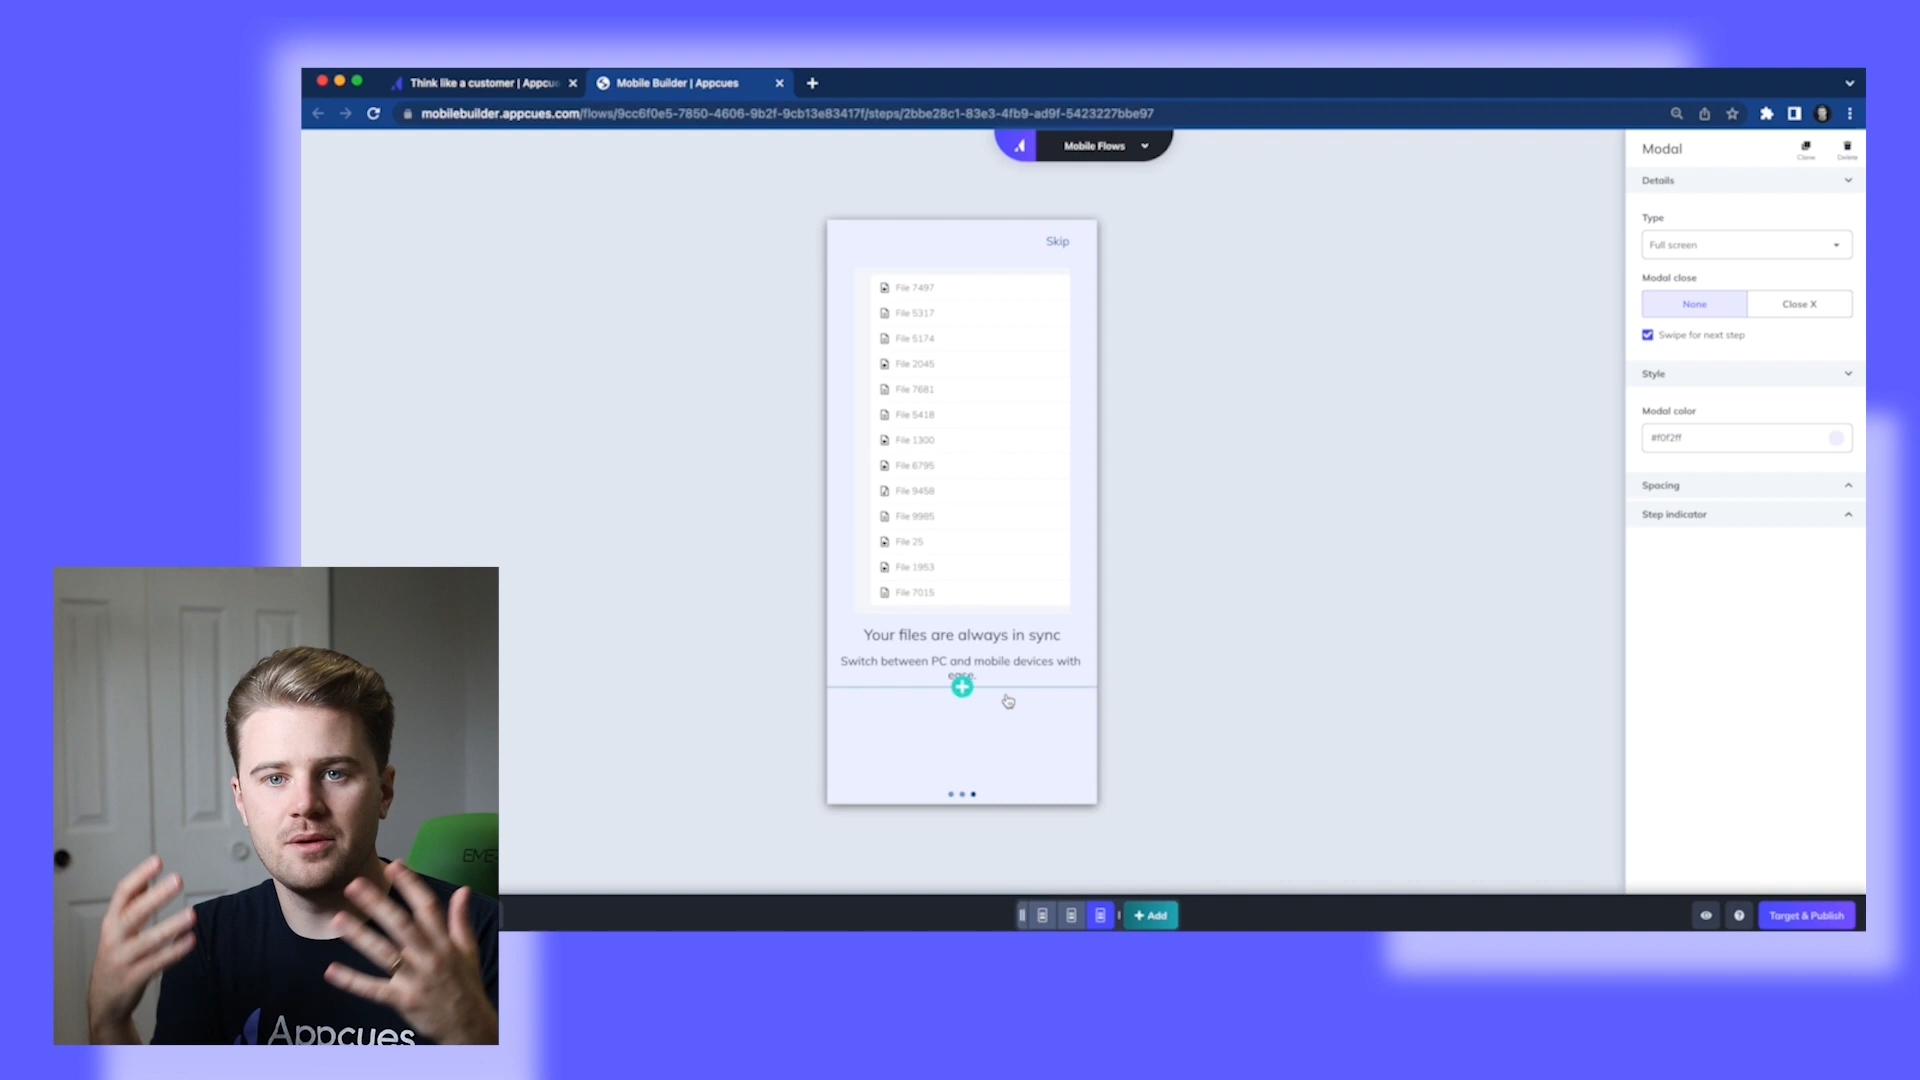 Think like a customer | Appcu
Mobile Builder | Appcues
mobilebuilder.appcues.com/flows/9cc6f0e5-7850-4606-9b2f-9cb13e83417f/steps/2bbe28c1-83e3-4fb9-ad9f-5423227bbe97
Mobile Flows
Skip
File 7497
File 5317
File 5174
File 2045
File 7681
File 5418
File 1300
File 6795
File 9458
File 9985
File 25
File 1953
File 7015
Your files are always in sync
Switch between PC and mobile devices with
ease.
Modal
Clone
Delete
Details
Type
Full screen
Modal close
None
Close X
Swipe for next step
Style
Modal color
#f0f2ff
Spacing
Step indicator
+ Add
Target & Publish
EME
Appcues